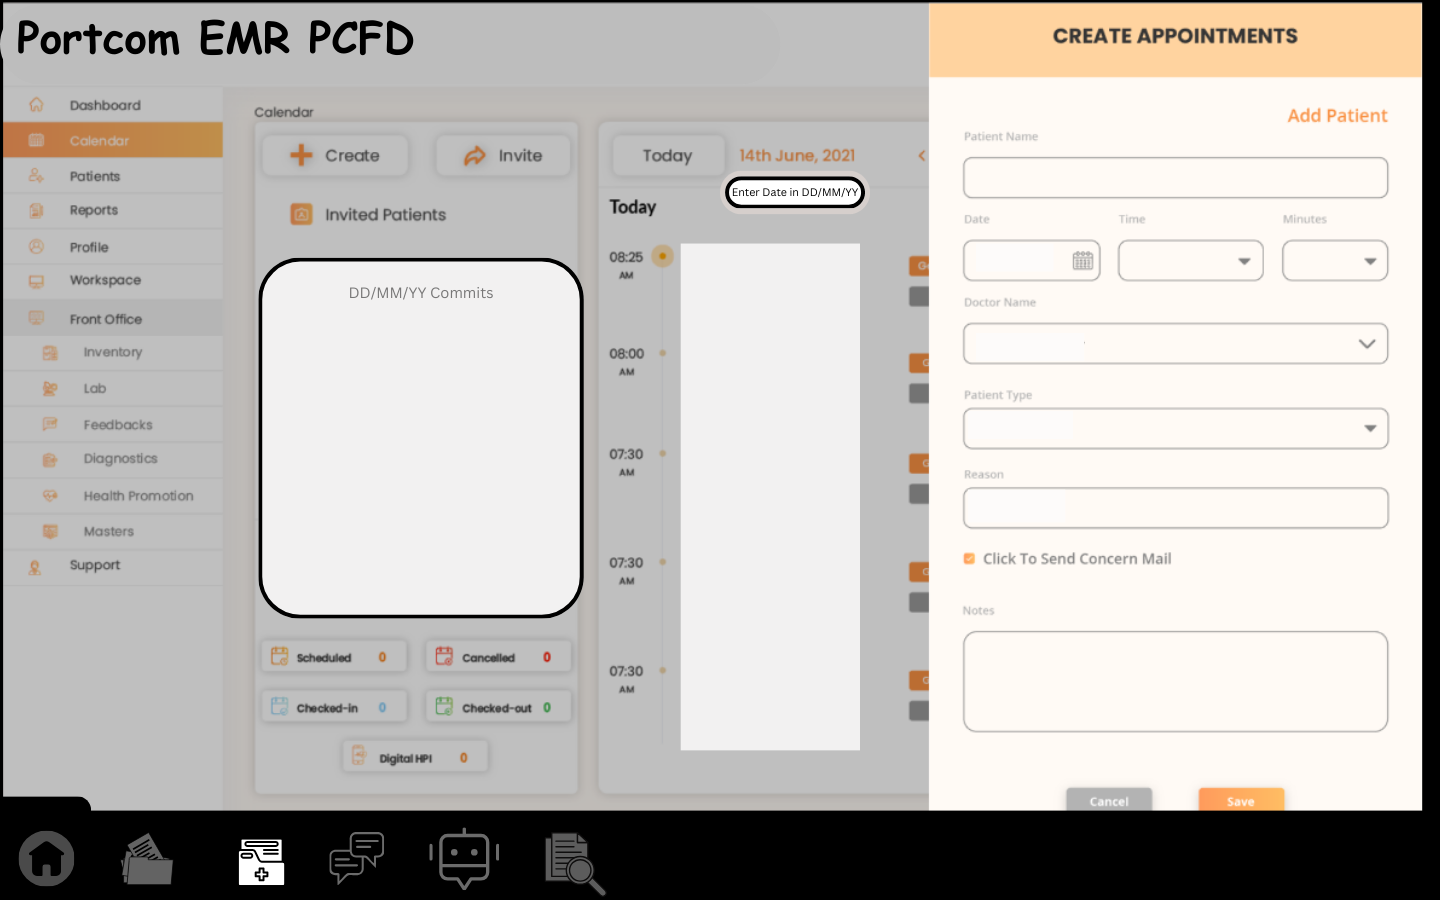 Portcom EMR PCFD
Dashboard
Calendar
Patients
Reports
Profile
Workspace
Front Office
Inventory
Lab
Feedbacks
Diagnostics
Health Promotion
Masters
Support
Calendar
Create
Invite
Invited Patients
DD/MM/YY Commits
Scheduled 0
Cancelled 0
Checked-in 0
Checked-out 0
Digital HPI 0
Today
14th June, 2021
Enter Date in DD/MM/YY
Today
08:25
AM
08:00
AM
07:30
AM
07:30
AM
07:30
AM
CREATE APPOINTMENTS
Add Patient
Patient Name
Date
Time
Minutes
Doctor Name
Patient Type
Reason
Click To Send Concern Mail
Notes
Cancel
Save